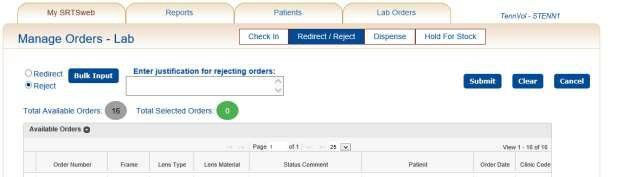 My SRTSweb Reports Patients Lab Orders TennVol - STENN1
Manage Orders - Lab Check In Redirect / Reject Dispense Hold For Stock
Redirect Bulk Input Enter justification for rejecting orders:
Reject Submit Clear Cancel
Total Available Orders: 16 Total Selected Orders: 0
Available Orders
Page 1 of 1 25 View 1 - 16 of 16
Order Number Frame Lens Type Lens Material Status Comment Patient Order Date Clinic Code